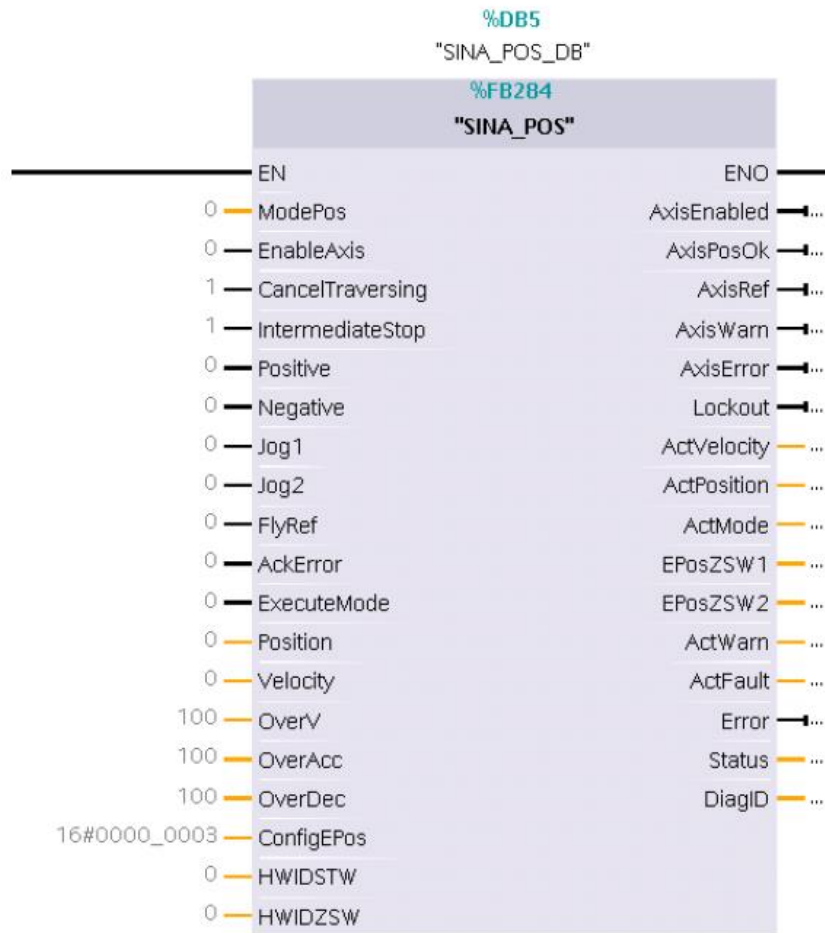 %DB5
"SINA_POS_DB"
%FB284
"SINA_POS"
EN ENO
0 ModePos AxisEnabled ...
0 EnableAxis AxisPosOk ...
1 CancelTraversing AxisRef ...
1 IntermediateStop AxisWarn ...
0 Positive AxisError ...
0 Negative Lockout ...
0 Jog1 ActVelocity ...
0 Jog2 ActPosition ...
0 FlyRef ActMode ...
0 AckError EPosZSW1 ...
0 ExecuteMode EPosZSW2 ...
0 Position ActWarn ...
0 Velocity ActFault ...
100 OverV Error ...
100 OverAcc Status ...
100 OverDec DiagID ...
16#0000_0003 ConfigEPos
0 HWIDSTW
0 HWIDZSW